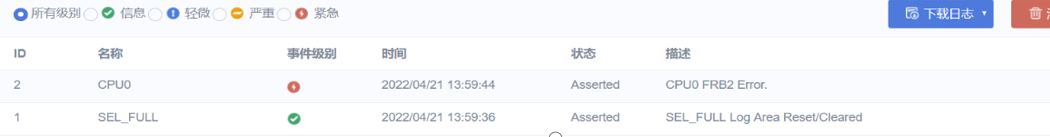 所有级别 信息 轻微 严重 紧急 下载日志
ID 名称 事件级别 时间 状态 描述
2 CPU0 2022/04/21 13:59:44 Asserted CPU0 FRB2 Error.
1 SEL_FULL 2022/04/21 13:59:36 Asserted SEL_FULL Log Area Reset/Cleared